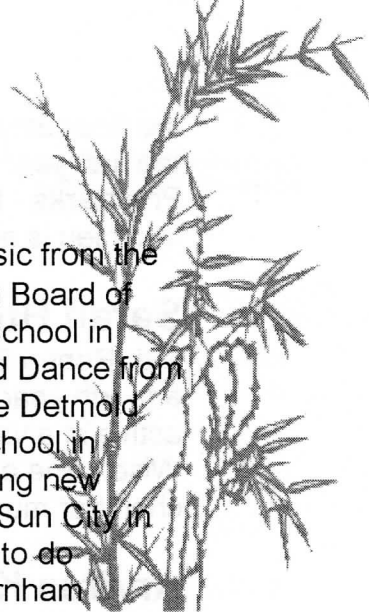 sic from the
Board of
chool in
d Dance from
e Detmold
hool in
ng new
Sun City in
to do
rnham